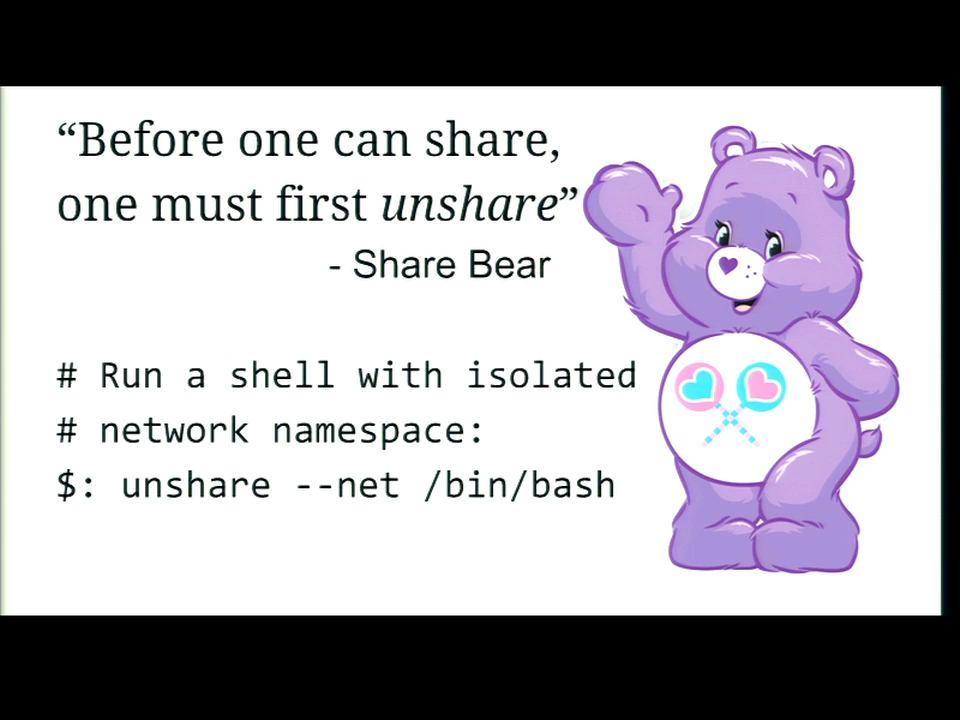 “Before one can share,
one must first unshare”
- Share Bear
# Run a shell with isolated
# network namespace:
$: unshare --net /bin/bash